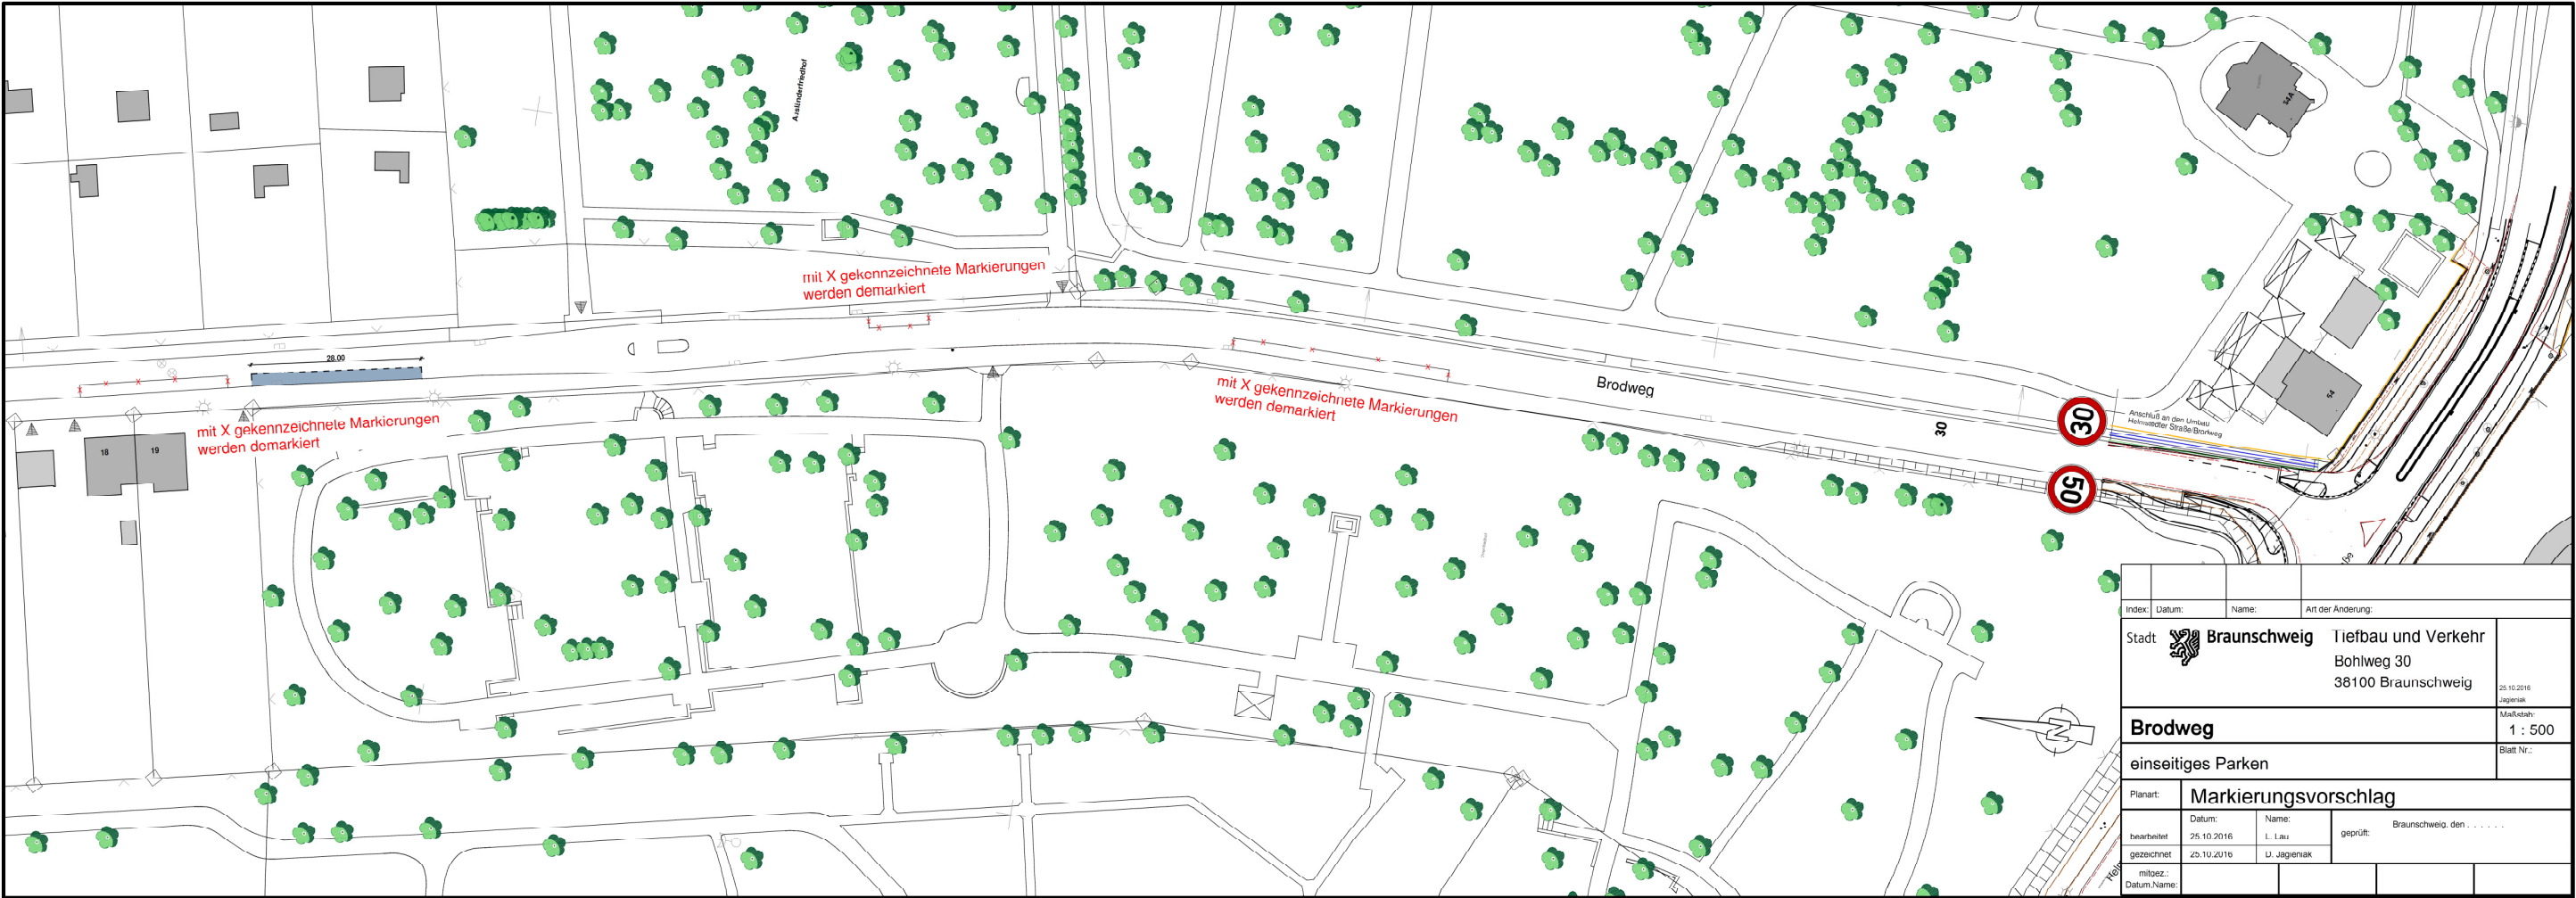 Ausländerfriedhof
54A
mit X gekennzeichnete Markierungen
werden demarkiert
28.00
mit X gekennzeichnete Markierungen
werden demarkiert
mit X gekennzeichnete Markierungen
werden demarkiert
Brodweg
30
30
50
Anschluß an den Umbau
Helmstedter Straße/Brodweg
54
18
19
N
Index:
Datum:
Name:
Art der Änderung:
Stadt Braunschweig
Tiefbau und Verkehr
Bohlweg 30
38100 Braunschweig
25.10.2016
Jagieniak
Maßstab:
1 : 500
Brodweg
Blatt Nr.:
einseitiges Parken
Planart:
Markierungsvorschlag
Datum:
Name:
bearbeitet
25.10.2016
L. Lau
geprüft:
Braunschweig, den . . . . . .
gezeichnet
25.10.2016
D. Jagieniak
mitgez.:
Datum,Name: